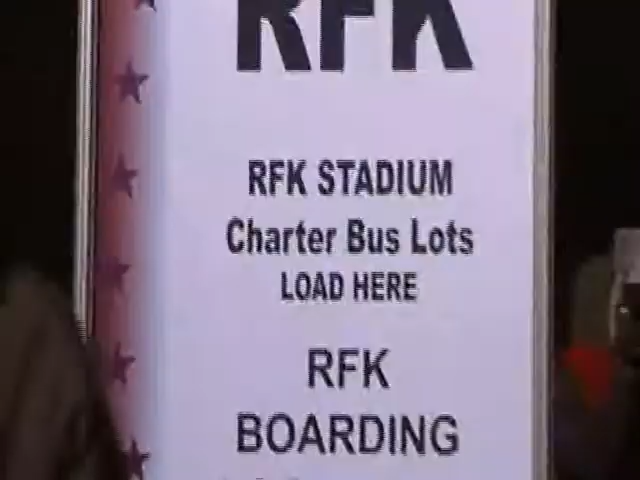 RFK
RFK STADIUM
Charter Bus Lots
LOAD HERE
RFK
BOARDING